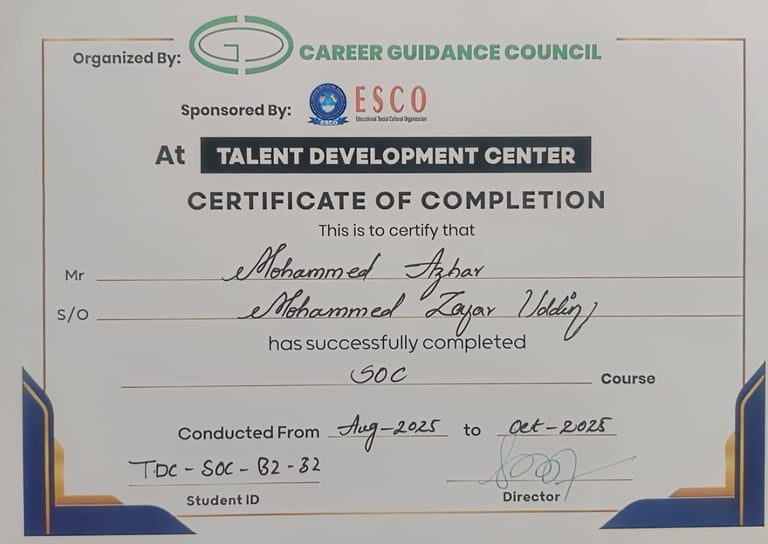 Organized By: CAREER GUIDANCE COUNCIL
Sponsored By: ESCO ESCO
Educational Social Cultural Organization
At TALENT DEVELOPMENT CENTER
CERTIFICATE OF COMPLETION
This is to certify that
Mr Mohammed Azhar
S/O Mohammed Zafar Uddin
has successfully completed
SOC Course
Conducted From Aug-2025 to Oct-2025
TDC-SOC-B2-32
Student ID Director